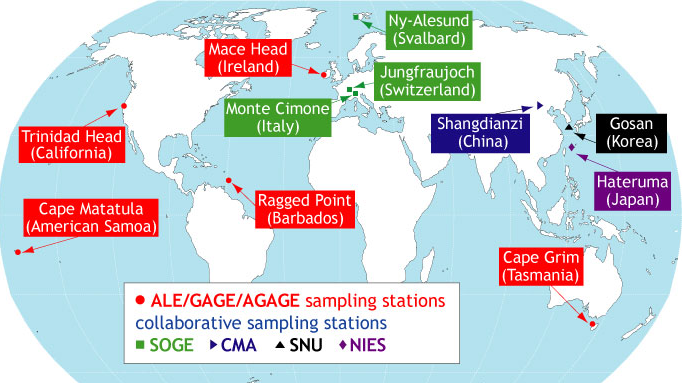 Ny-Alesund
(Svalbard)
Mace Head
(Ireland)
Jungfraujoch
(Switzerland)
Monte Cimone
(Italy)
Trinidad Head
(California)
Shangdianzi
(China)
Gosan
(Korea)
Hateruma
(Japan)
Ragged Point
(Barbados)
Cape Matatula
(American Samoa)
Cape Grim
(Tasmania)
ALE/GAGE/AGAGE sampling stations
collaborative sampling stations
SOGE CMA SNU NIES